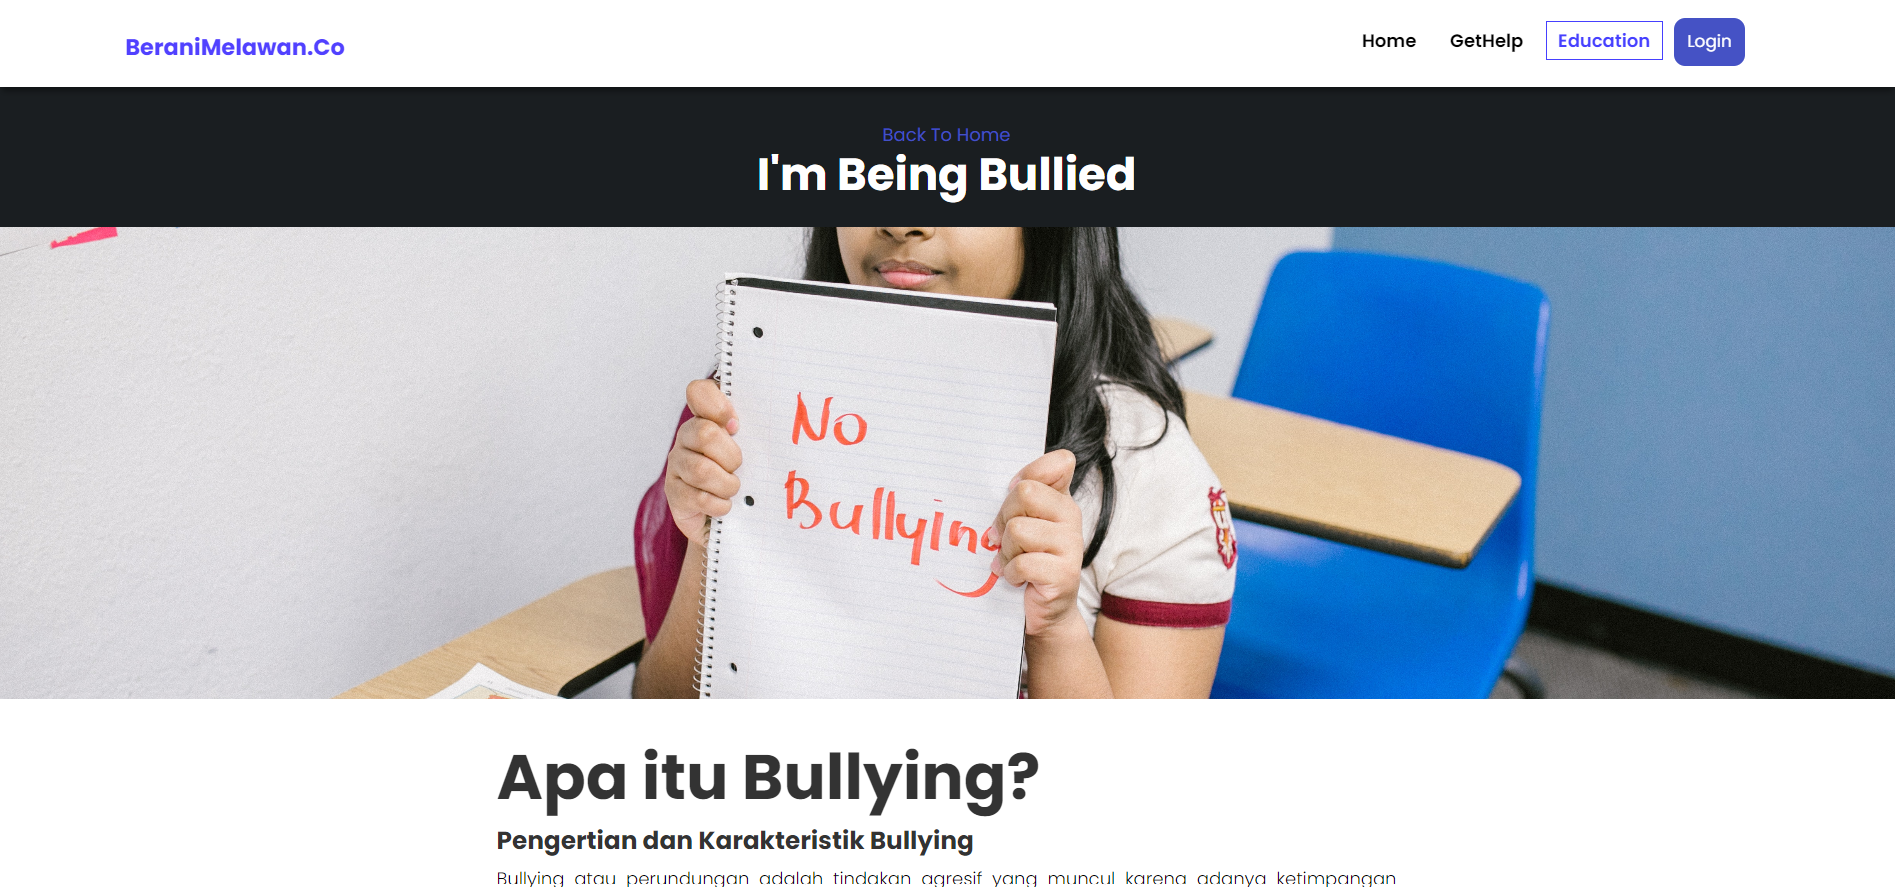 BeraniMelawan.Co
Home GetHelp Education Login
Back To Home
I'm Being Bullied
No
Bullying
Apa itu Bullying?
Pengertian dan Karakteristik Bullying
Bullying atau perundungan adalah tindakan agresif yang muncul karena adanya ketimpangan